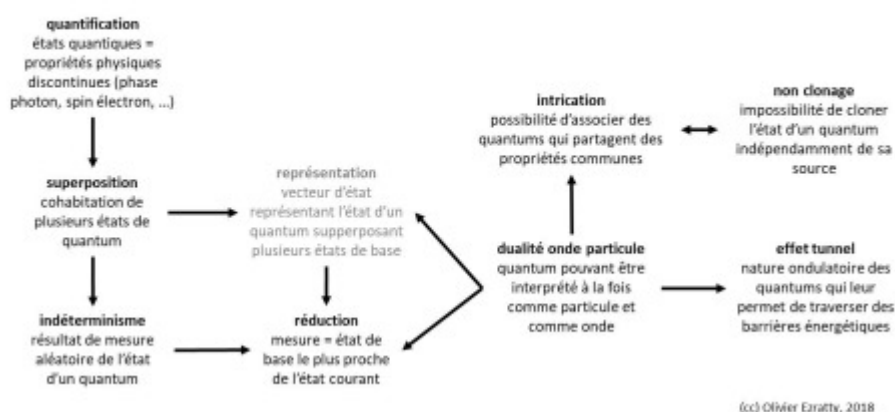 quantification
états quantiques =
propriétés physiques
discontinues (phase
photon, spin électron, ...)
superposition
cohabitation de
plusieurs états de
quantum
indéterminisme
résultat de mesure
aléatoire de l'état
d'un quantum
représentation
vecteur d'état
représentant l'état d'un
quantum supperposant
plusieurs états de base
réduction
mesure = état de
base le plus proche
de l'état courant
intrication
possibilité d'associer des
quantums qui partagent des
propriétés communes
dualité onde particule
quantum pouvant être
interprété à la fois
comme particule et
comme onde
non clonage
impossibilité de cloner
l'état d'un quantum
indépendamment de sa
source
effet tunnel
nature ondulatoire des
quantums qui leur
permet de traverser des
barrières énergétiques
(cc) Olivier Ezratty, 2018